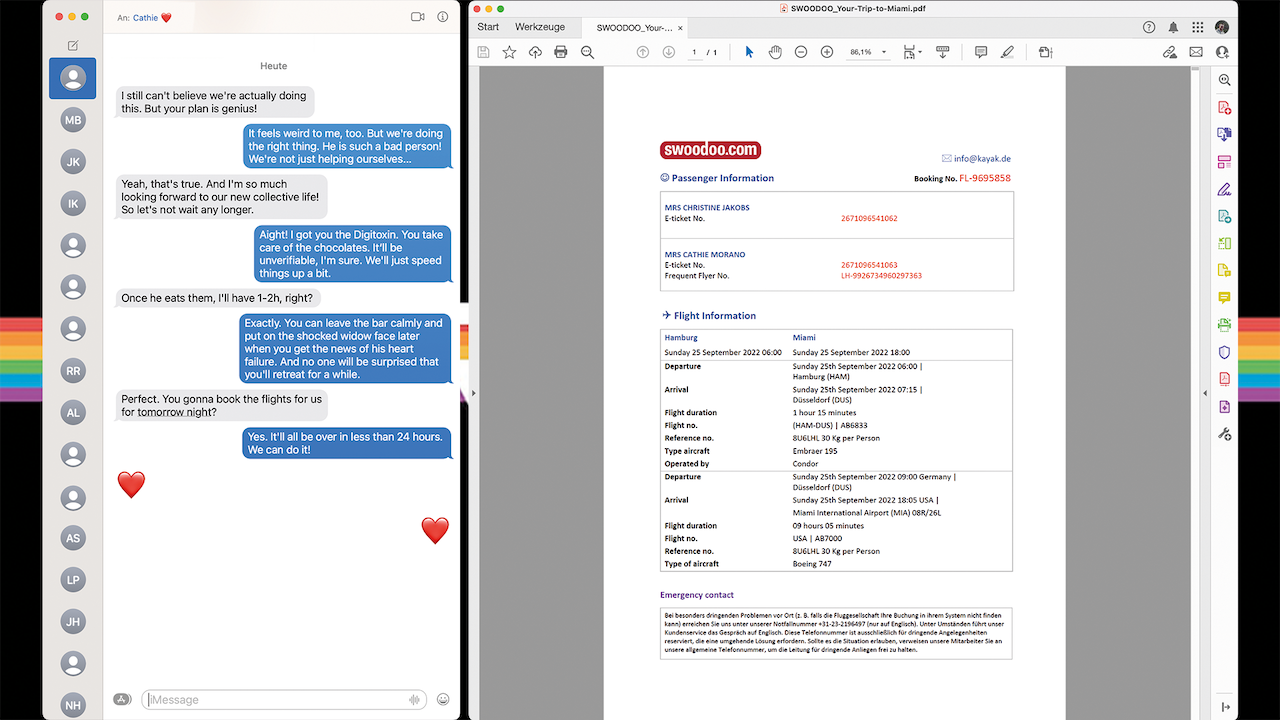 An: Cathie ❤️
Heute
I still can't believe we're actually doing
this. But your plan is genius!
It feels weird to me, too. But we're doing
the right thing. He is such a bad person!
We're not just helping ourselves...
Yeah, that's true. And I'm so much
looking forward to our new collective life!
So let's not wait any longer.
Aight! I got you the Digitoxin. You take
care of the chocolates. It'll be
unverifiable, I'm sure. We'll just speed
things up a bit.
Once he eats them, I'll have 1-2h, right?
Exactly. You can leave the bar calmly and
put on the shocked widow face later
when you get the news of his heart
failure. And no one will be surprised that
you'll retreat for a while.
Perfect. You gonna book the flights for us
for tomorrow night?
Yes. It'll all be over in less than 24 hours.
We can do it!
❤️
❤️
iMessage
MB
JK
IK
RR
AL
AS
LP
JH
NH
SWOODOO_Your-Trip-to-Miami.pdf
Start Werkzeuge SWOODOO_Your-... ×
1 / 1 86,1%
swoodoo.com
info@kayak.de
Passenger Information Booking No. FL-9695858
MRS CHRISTINE JAKOBS
E-ticket No. 2671096541062
MRS CATHIE MORANO
E-ticket No. 2671096541063
Frequent Flyer No. LH-9926734960297363
Flight Information
Hamburg Miami
Sunday 25 September 2022 06:00 Sunday 25 September 2022 18:00
Departure Sunday 25th September 2022 06:00 |
Hamburg (HAM)
Arrival Sunday 25th September 2022 07:15 |
Düsseldorf (DUS)
Flight duration 1 hour 15 minutes
Flight no. (HAM-DUS) | AB6833
Reference no. 8U6LHL 30 Kg per Person
Type aircraft Embraer 195
Operated by Condor
Departure Sunday 25th September 2022 09:00 Germany |
Düsseldorf (DUS)
Arrival Sunday 25th September 2022 18:05 USA |
Miami International Airport (MIA) 08R/26L
Flight duration 09 hours 05 minutes
Flight no. USA | AB7000
Reference no. 8U6LHL 30 Kg per Person
Type of aircraft Boeing 747
Emergency contact
Bei besonders dringenden Problemen vor Ort (z. B. falls die Fluggesellschaft Ihre Buchung in ihrem System nicht finden
kann) erreichen Sie uns unter unserer Notfallnummer +31-23-2196497 (nur auf Englisch). Unter Umständen führt unser
Kundenservice das Gespräch auf Englisch. Diese Telefonnummer ist ausschließlich für dringende Angelegenheiten
reserviert, die eine umgehende Lösung erfordern. Sollte es die Situation erlauben, verweisen unsere Mitarbeiter Sie an
unsere allgemeine Telefonnummer, um die Leitung für dringende Anliegen frei zu halten.